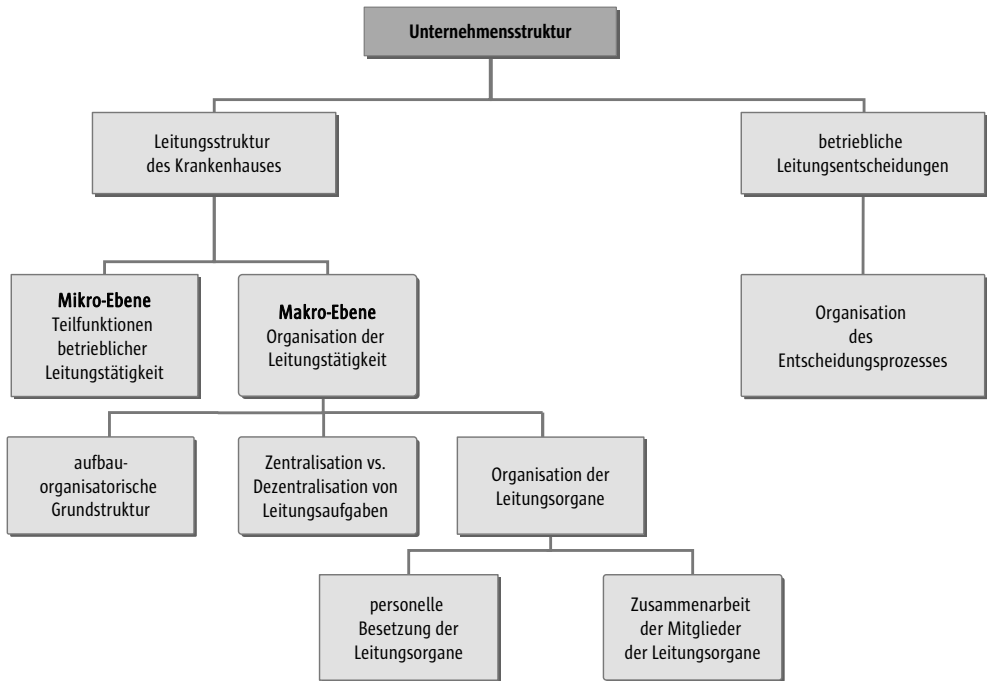 Unternehmensstruktur
Leitungsstruktur
des Krankenhauses
betriebliche
Leitungsentscheidungen
Mikro-Ebene
Teilfunktionen
betrieblicher
Leitungstätigkeit
Makro-Ebene
Organisation der
Leitungstätigkeit
Organisation
des
Entscheidungsprozesses
aufbau-
organisatorische
Grundstruktur
Zentralisation vs.
Dezentralisation von
Leitungsaufgaben
Organisation der
Leitungsorgane
personelle
Besetzung der
Leitungsorgane
Zusammenarbeit
der Mitglieder
der Leitungsorgane